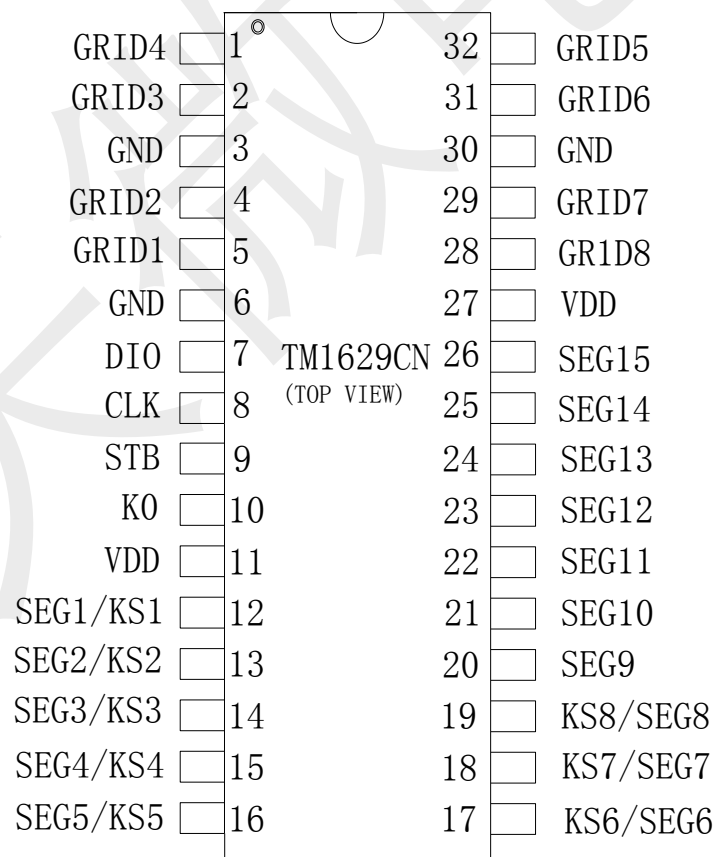 GRID4 1 32 GRID5
GRID3 2 31 GRID6
GND 3 30 GND
GRID2 4 29 GRID7
GRID1 5 28 GR1D8
GND 6 27 VDD
DIO 7 TM1629CN 26 SEG15
(TOP VIEW)
CLK 8 25 SEG14
STB 9 24 SEG13
K0 10 23 SEG12
VDD 11 22 SEG11
SEG1/KS1 12 21 SEG10
SEG2/KS2 13 20 SEG9
SEG3/KS3 14 19 KS8/SEG8
SEG4/KS4 15 18 KS7/SEG7
SEG5/KS5 16 17 KS6/SEG6